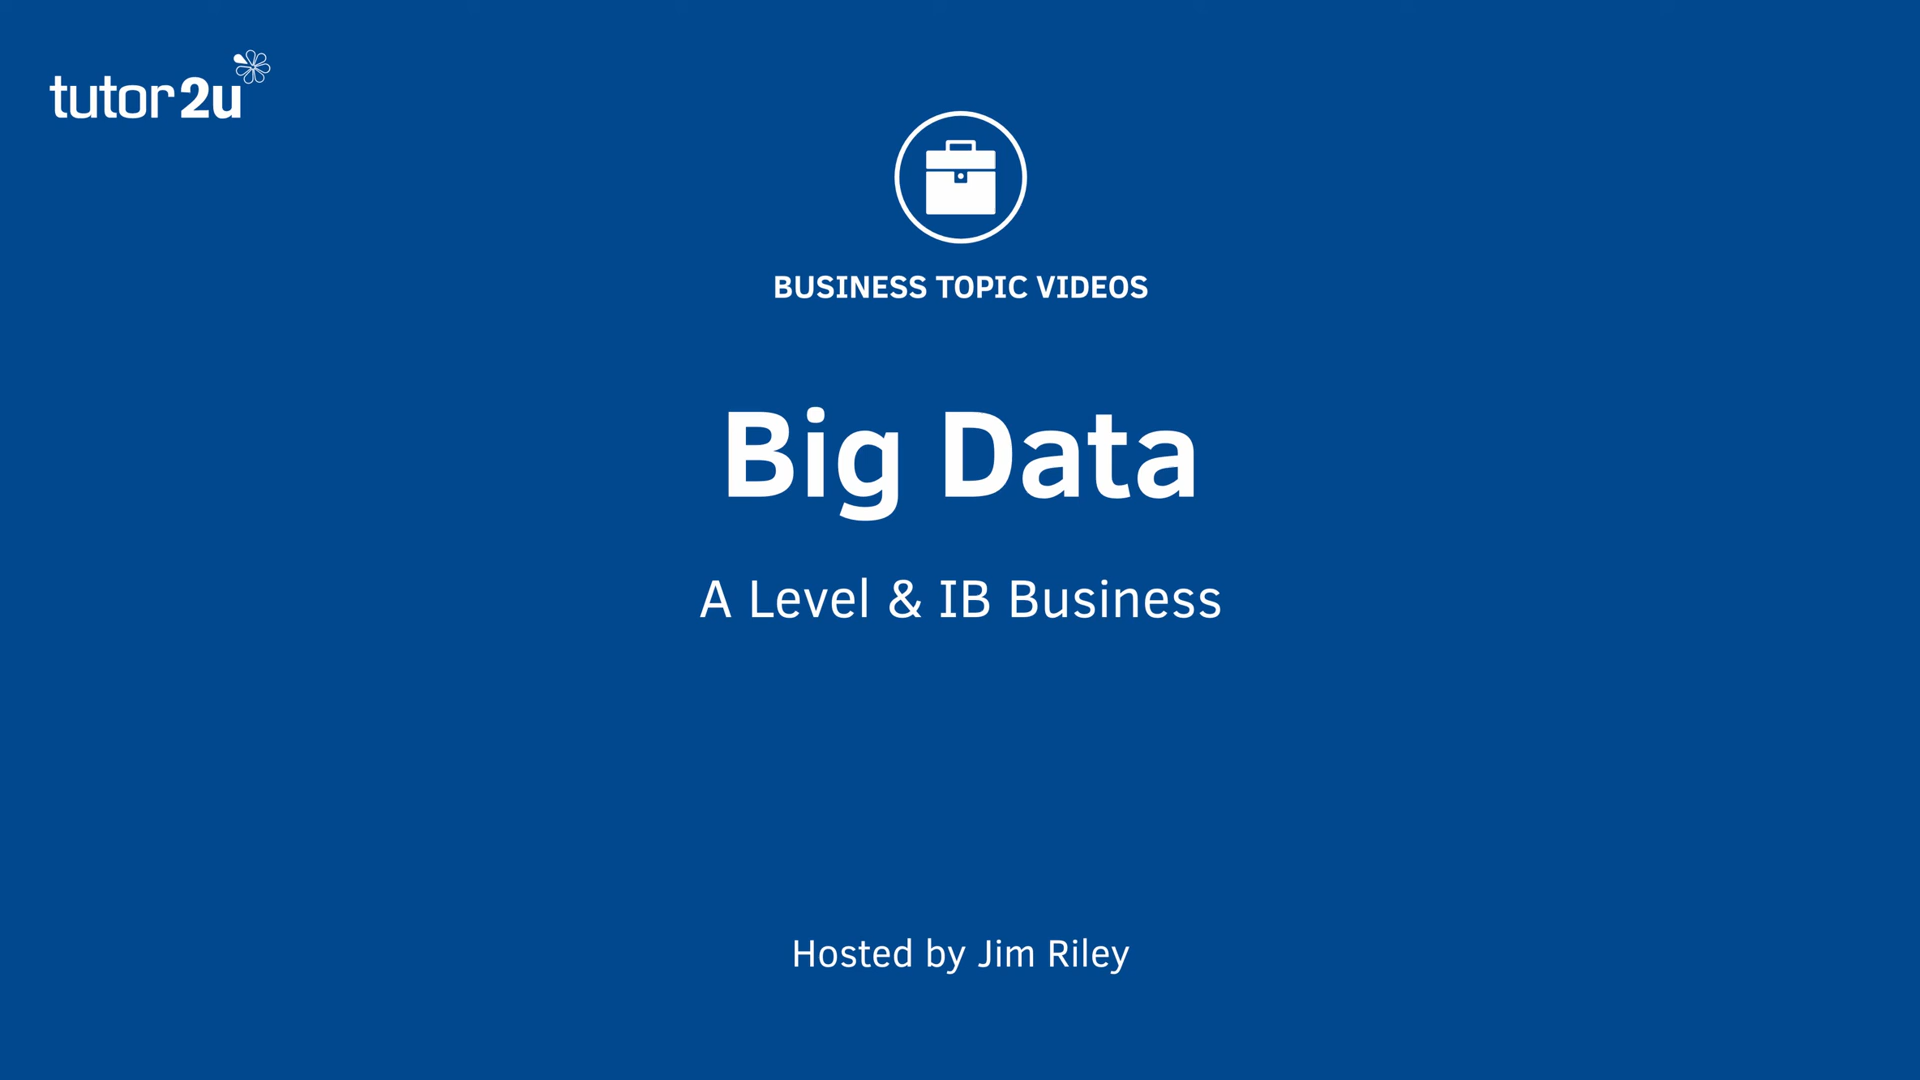 tutor2u
BUSINESS TOPIC VIDEOS
Big Data
A Level & IB Business
Hosted by Jim Riley